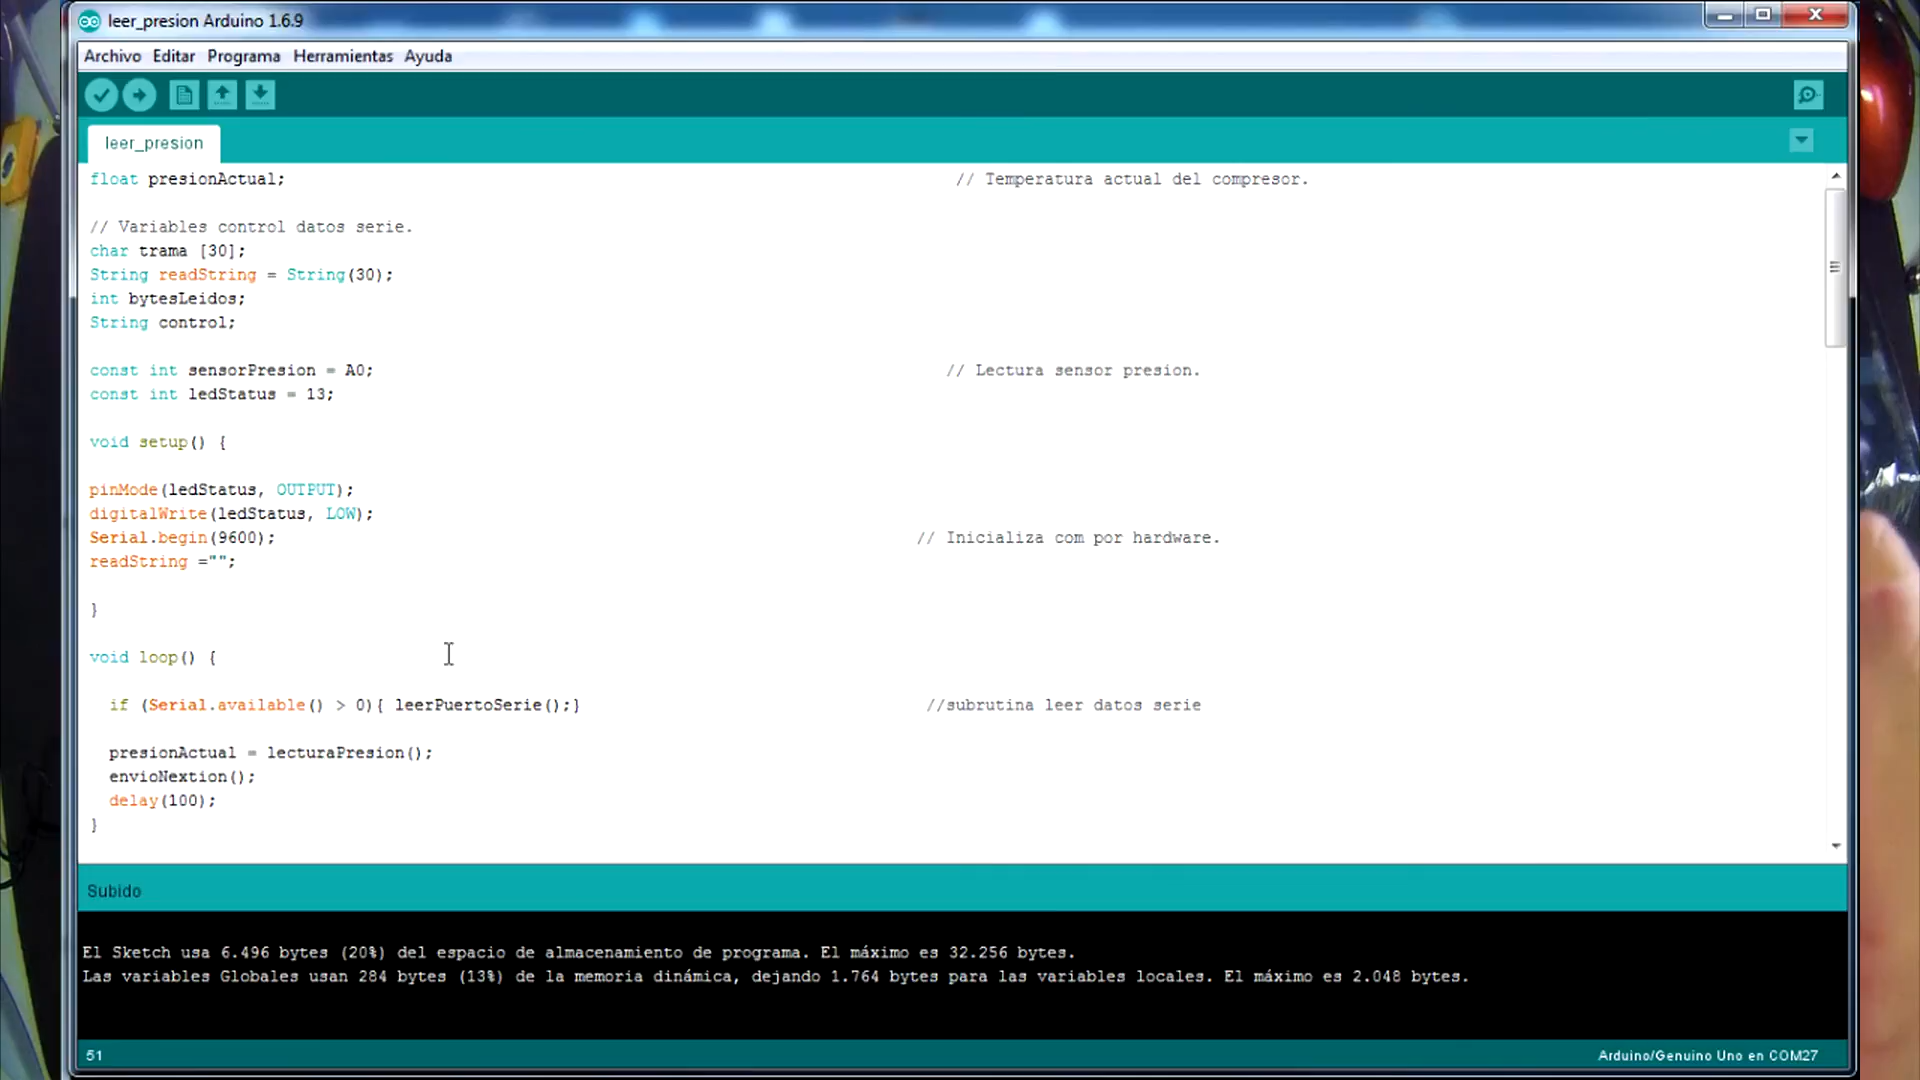 leer_presion Arduino 1.6.9
Archivo Editar Programa Herramientas Ayuda
leer_presion
float presionActual; // Temperatura actual del compresor.
// Variables control datos serie.
char trama [30];
String readString = String(30);
int bytesLeidos;
String control;
const int sensorPresion = A0; // Lectura sensor presion.
const int ledStatus = 13;
void setup() {
pinMode(ledStatus, OUTPUT);
digitalWrite(ledStatus, LOW);
Serial.begin(9600); // Inicializa com por hardware.
readString ="";
}
void loop() {
if (Serial.available() > 0){ leerPuertoSerie();} //subrutina leer datos serie
presionActual = lecturaPresion();
envioNextion();
delay(100);
}
Subido
El Sketch usa 6.496 bytes (20%) del espacio de almacenamiento de programa. El máximo es 32.256 bytes.
Las variables Globales usan 284 bytes (13%) de la memoria dinámica, dejando 1.764 bytes para las variables locales. El máximo es 2.048 bytes.
51 Arduino/Genuino Uno en COM27